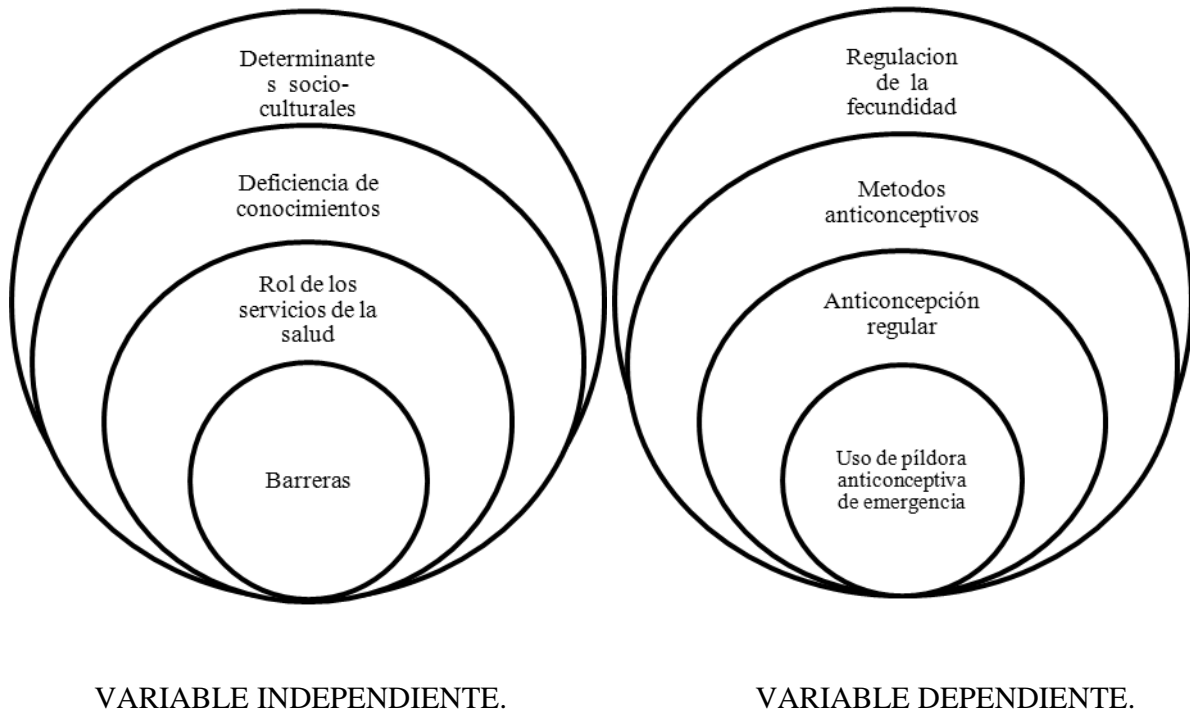 Determinante
s socio-
culturales
Deficiencia de
conocimientos
Rol de los
servicios de la
salud
Barreras
Regulacion
de la
fecundidad
Metodos
anticonceptivos
Anticoncepción
regular
Uso de píldora
anticonceptiva
de emergencia
VARIABLE INDEPENDIENTE.
VARIABLE DEPENDIENTE.